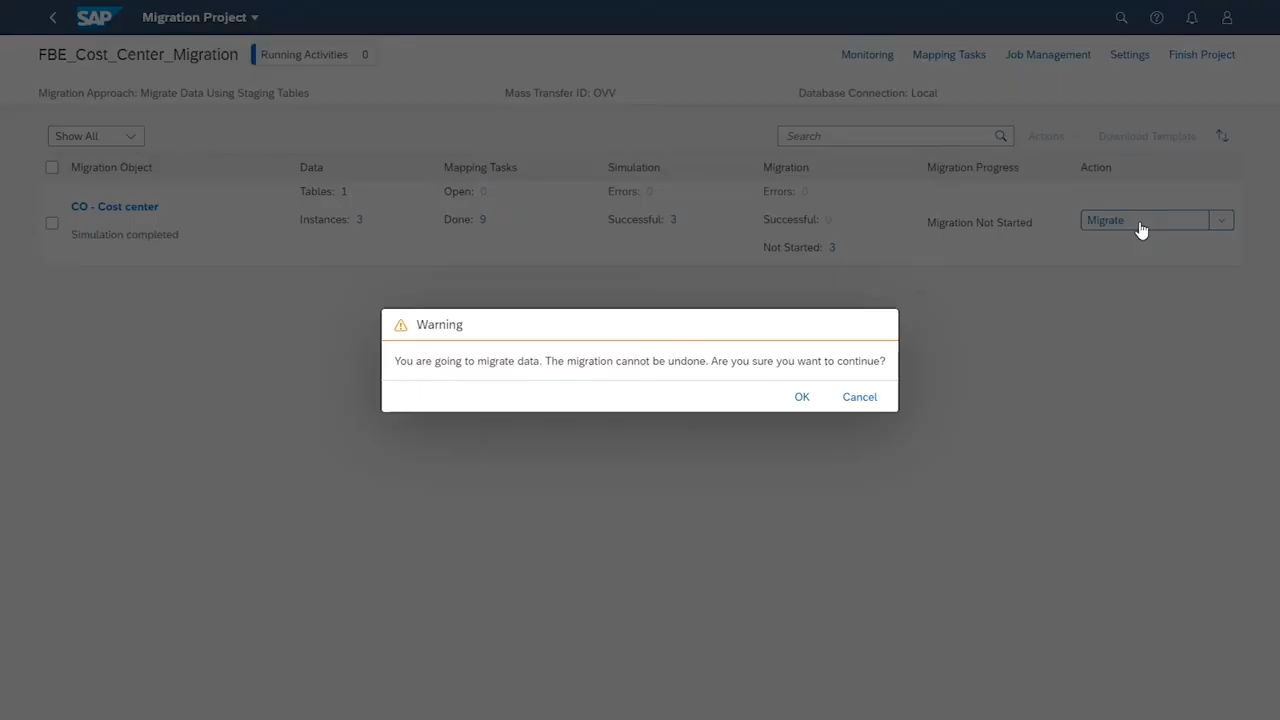 SAP Migration Project
FBE_Cost_Center_Migration Running Activities 0 Monitoring Mapping Tasks Job Management Settings Finish Project
Migration Approach: Migrate Data Using Staging Tables Mass Transfer ID: OVV Database Connection: Local
Show All Search Actions Download Template
Migration Object Data Mapping Tasks Simulation Migration Migration Progress Action
Tables: 1 Open: 0 Errors: 0 Errors: 0
CO - Cost center
Instances: 3 Done: 9 Successful: 3 Successful: 0 Migration Not Started Migrate
Simulation completed
Not Started: 3
Warning
You are going to migrate data. The migration cannot be undone. Are you sure you want to continue?
OK Cancel